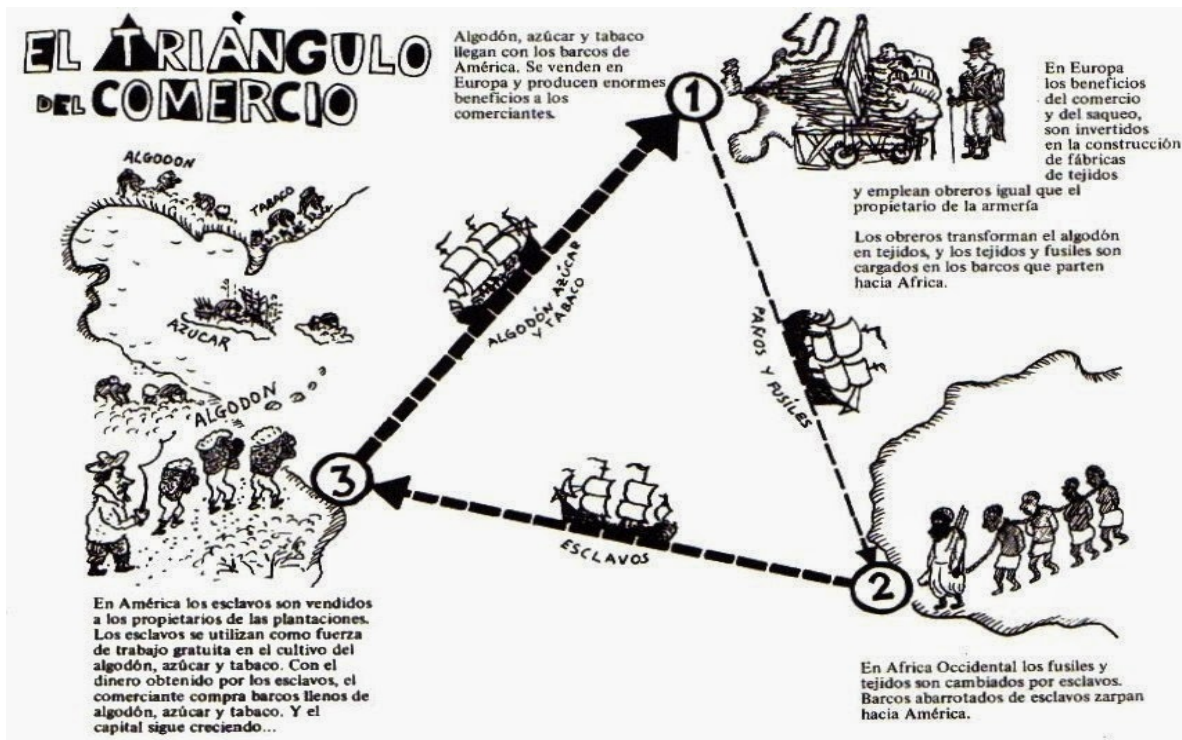 EL TRIÁNGULO
DEL COMERCIO
Algodón, azúcar y tabaco
llegan con los barcos de
América. Se venden en
Europa y producen enormes
beneficios a los
comerciantes.
1
En Europa
los beneficios
del comercio
y del saqueo,
son invertidos
en la construcción
de fábricas
de tejidos
y emplean obreros igual que el
propietario de la armería
Los obreros transforman el algodón
en tejidos, y los tejidos y fusiles son
cargados en los barcos que parten
hacia Africa.
ALGODON
TABACO
AZUCAR
ALGODON
ALGODÓN AZÚCAR
Y TABACO
PAÑOS Y FUSÍLES
3
ESCLAVOS
2
En América los esclavos son vendidos
a los propietarios de las plantaciones.
Los esclavos se utilizan como fuerza
de trabajo gratuita en el cultivo del
algodón, azúcar y tabaco. Con el
dinero obtenido por los esclavos, el
comerciante compra barcos llenos de
algodón, azúcar y tabaco. Y el
capital sigue creciendo...
En Africa Occidental los fusiles y
tejidos son cambiados por esclavos.
Barcos abarrotados de esclavos zarpan
hacia América.